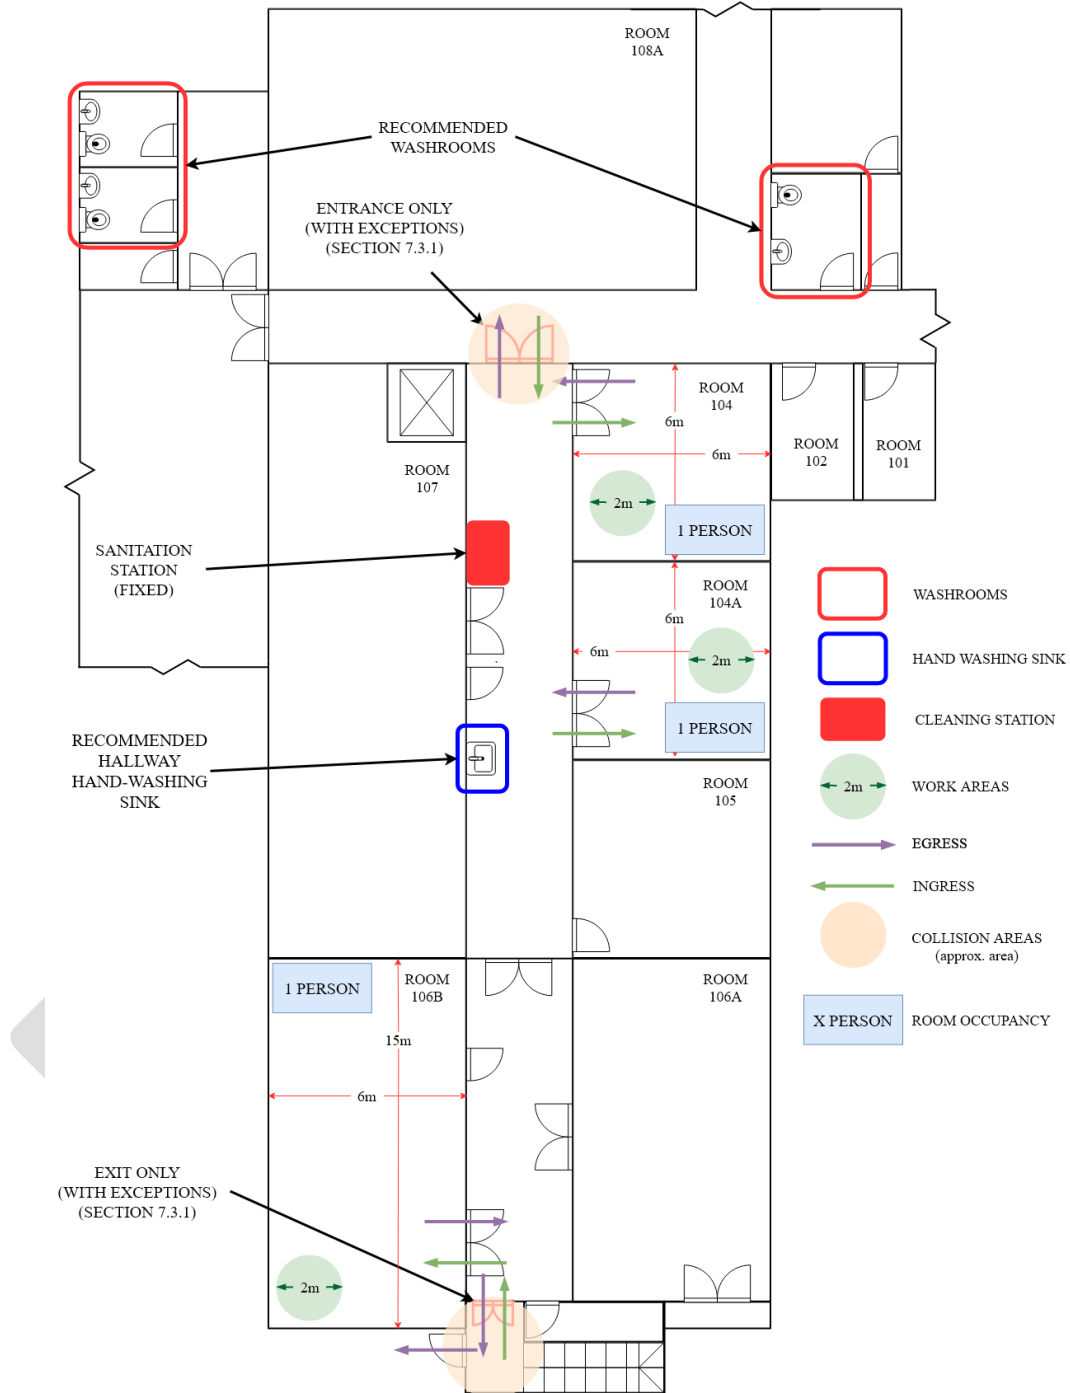 ROOM
108A
RECOMMENDED
WASHROOMS
ENTRANCE ONLY
(WITH EXCEPTIONS)
(SECTION 7.3.1)
ROOM
104
6m
6m
2m
1 PERSON
ROOM
102
ROOM
101
ROOM
107
SANITATION
STATION
(FIXED)
ROOM
104A
6m
6m
2m
1 PERSON
RECOMMENDED
HALLWAY
HAND-WASHING
SINK
ROOM
105
WASHROOMS
HAND WASHING SINK
CLEANING STATION
2m
WORK AREAS
EGRESS
INGRESS
COLLISION AREAS
(approx. area)
X PERSON
ROOM OCCUPANCY
1 PERSON
ROOM
106B
ROOM
106A
15m
6m
EXIT ONLY
(WITH EXCEPTIONS)
(SECTION 7.3.1)
2m